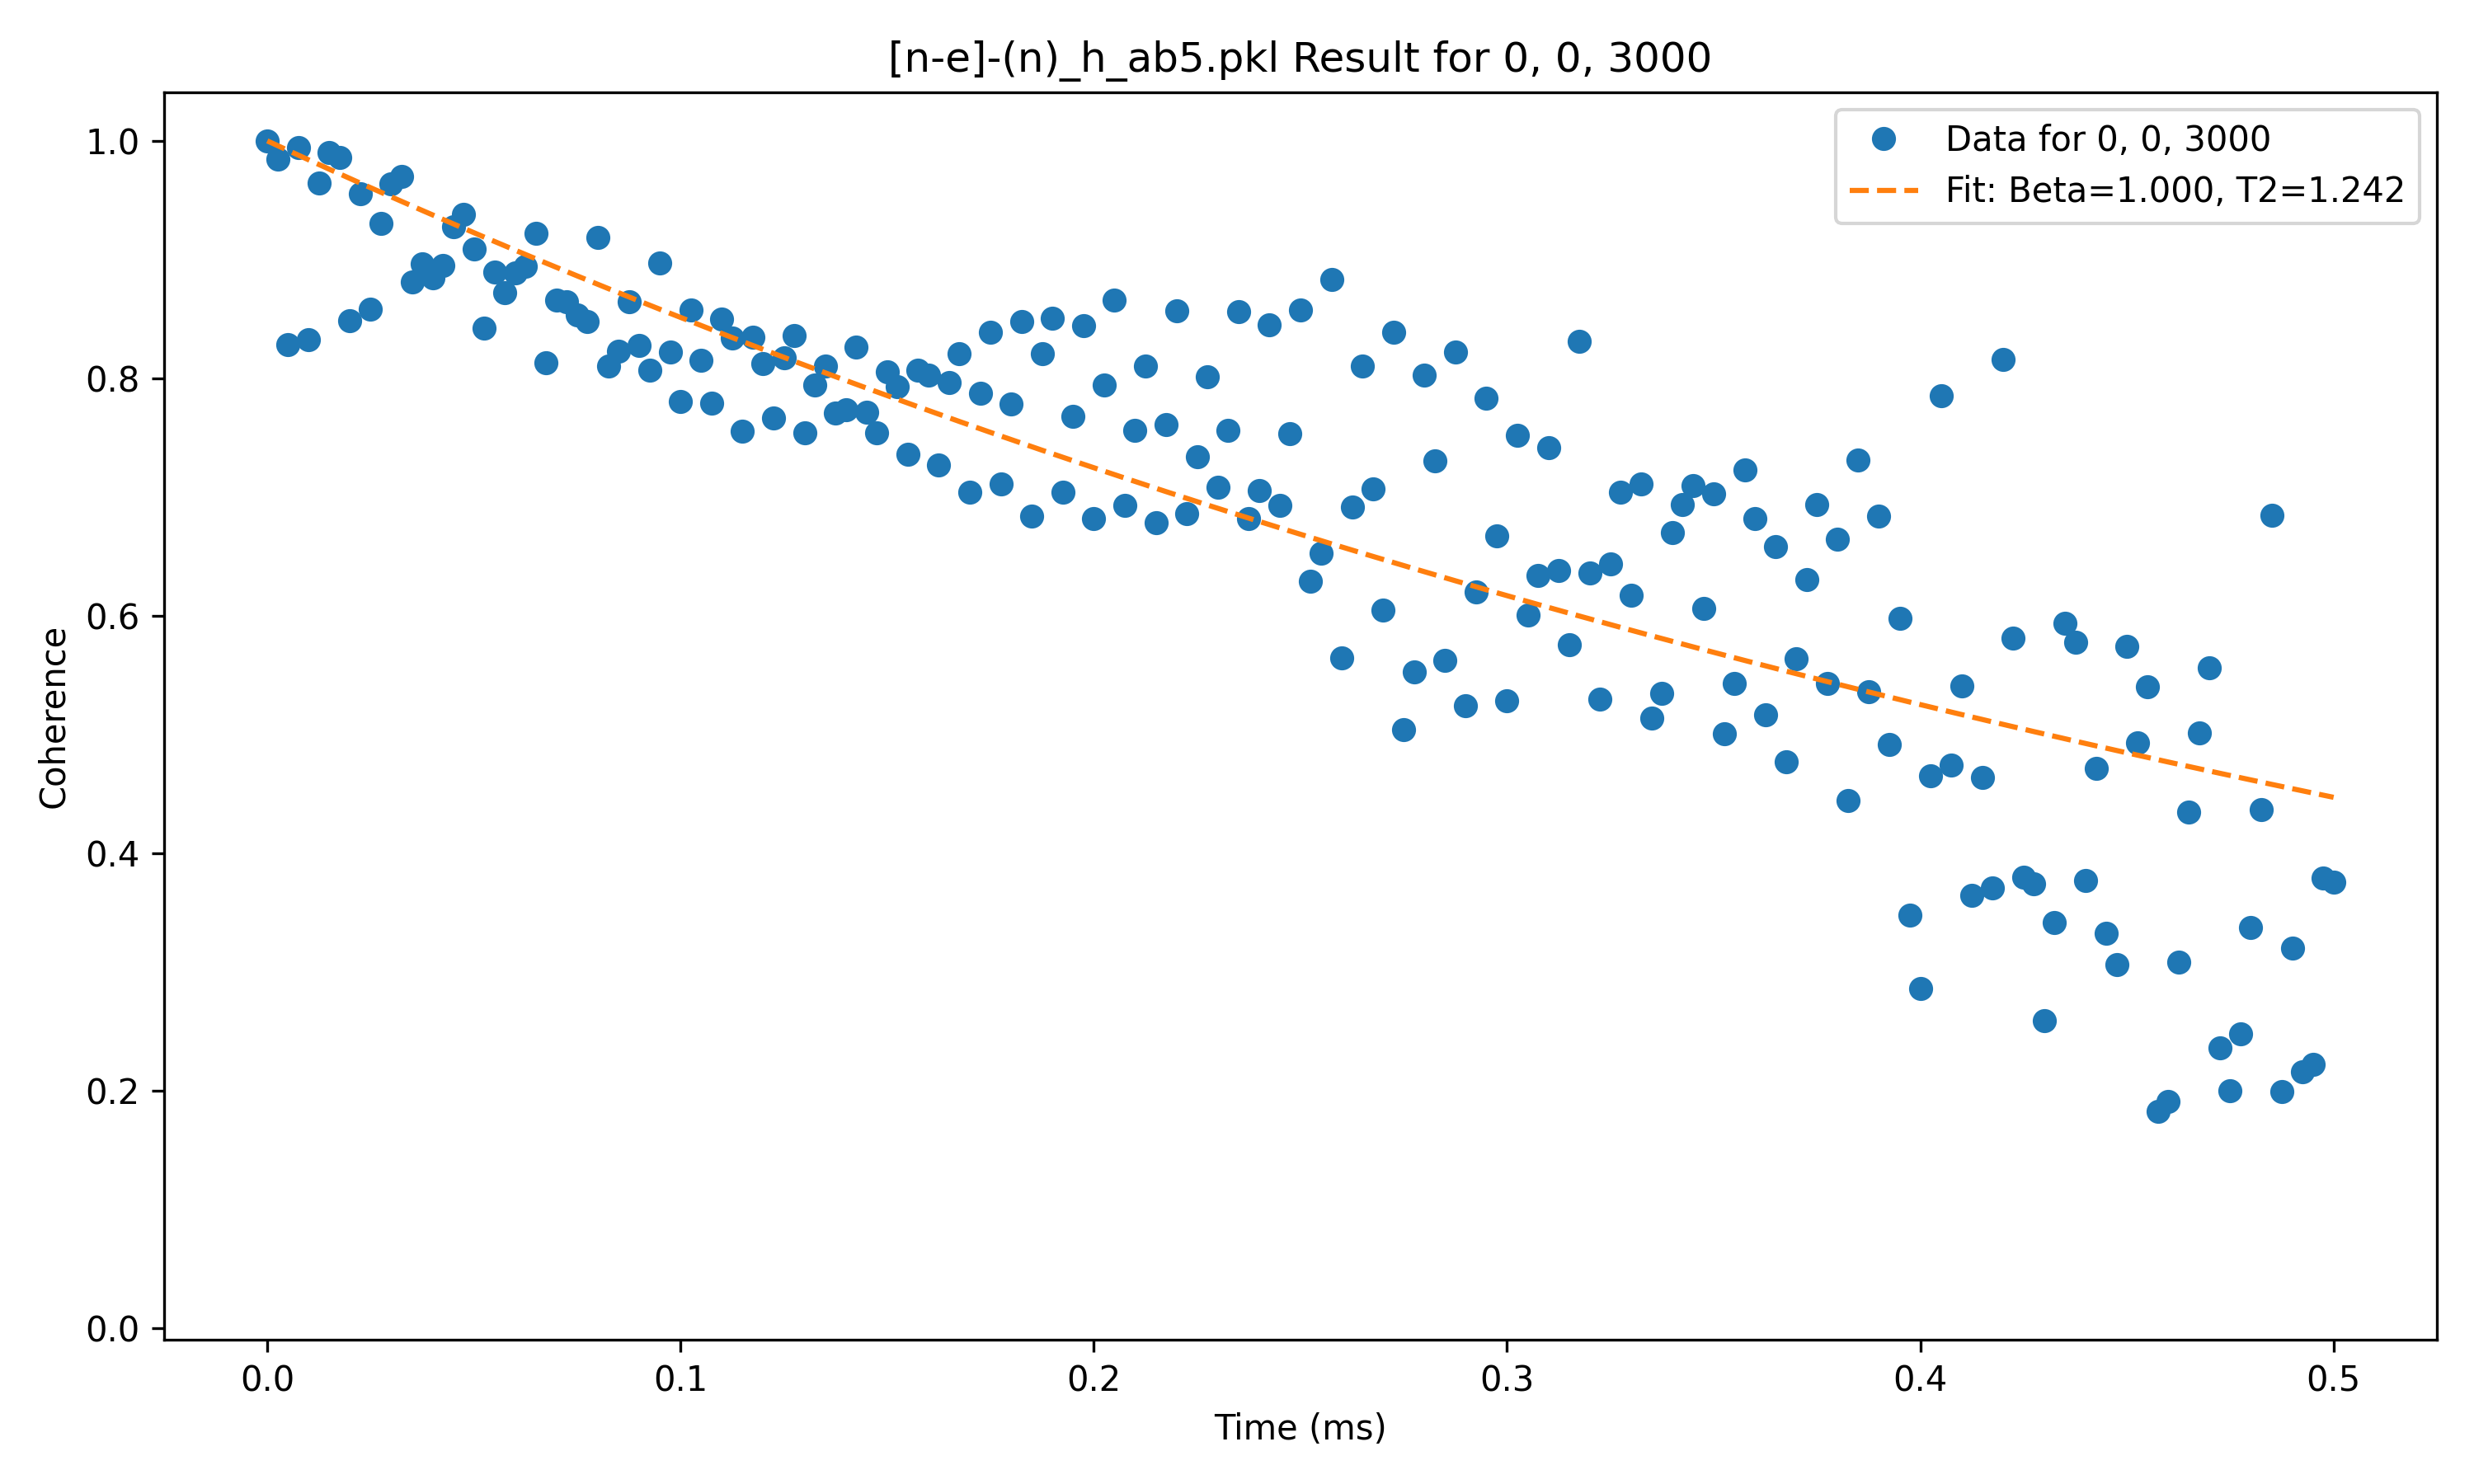 [n-e]-(n)_h_ab5.pkl Result for 0, 0, 3000
Data for 0, 0, 3000
Fit: Beta=1.000, T2=1.242
Coherence
1.0
0.8
0.6
0.4
0.2
0.0
0.0 0.1 0.2 0.3 0.4 0.5
Time (ms)